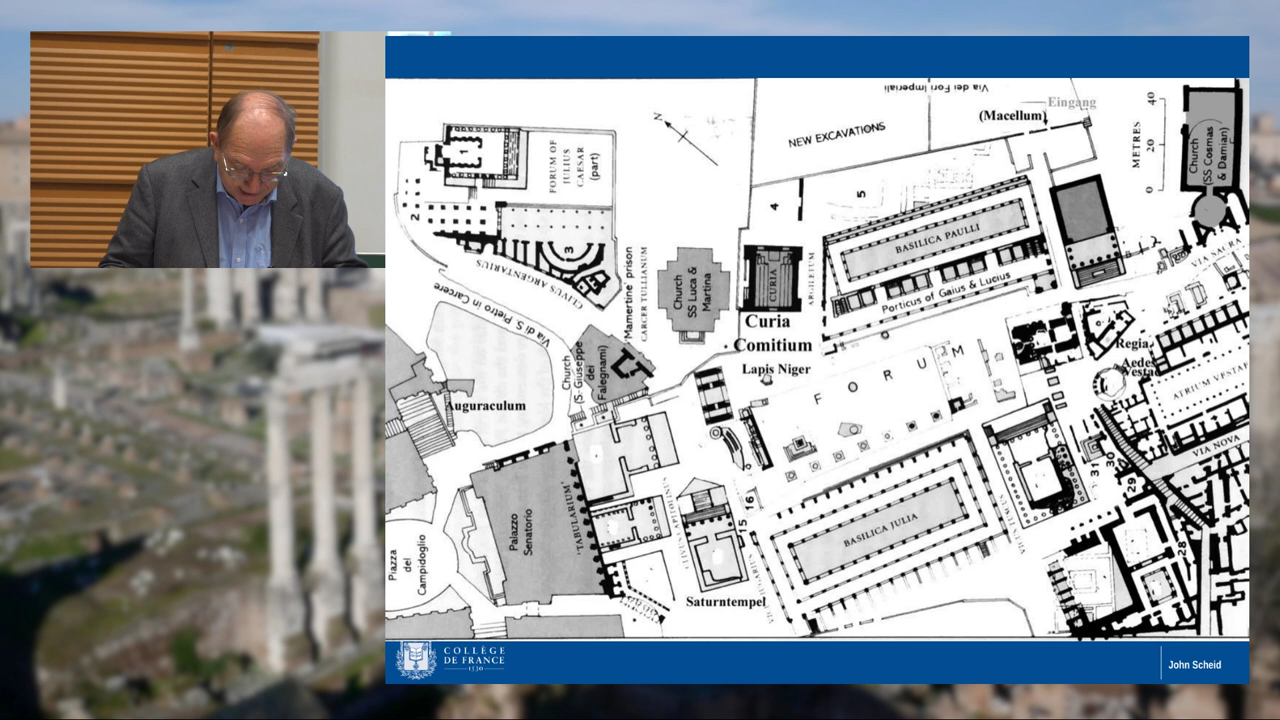 Via dei Fori Imperiali
Eingang
(Macellum)
NEW EXCAVATIONS
METRES
0
20
40
Church
(SS Cosmas
& Damian)
N
FORUM OF
JULIUS
CAESAR
(part)
1
2
3
4
5
CLIVUS ARGENTARIUS
Via di S. Pietro in Carcere
Mamertine prison
CARCER TULLIANUM
Church
SS Luca &
Martina
CURIA
ARGILETUM
BASILICA PAULLI
Porticus of Gaius & Lucius
VIA SACRA
Curia
Comitium
Lapis Niger
Church
(S. Giuseppe
dei
Falegnami)
Auguraculum
FORUM
Regia
Aedes
Vestae
ATRIUM VESTAE
VIA NOVA
Piazza
del
Campidoglio
Palazzo
Senatorio
'TABULARIUM'
15
16
BASILICA JULIA
31
30
29
28
Saturntempel
COLLÈGE
DE FRANCE
1530
John Scheid